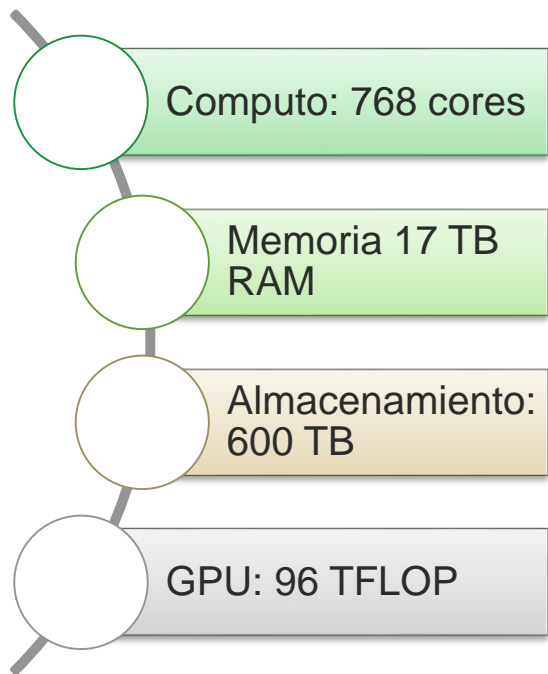 Computo: 768 cores
Memoria 17 TB
RAM
Almacenamiento:
600 TB
GPU: 96 TFLOP